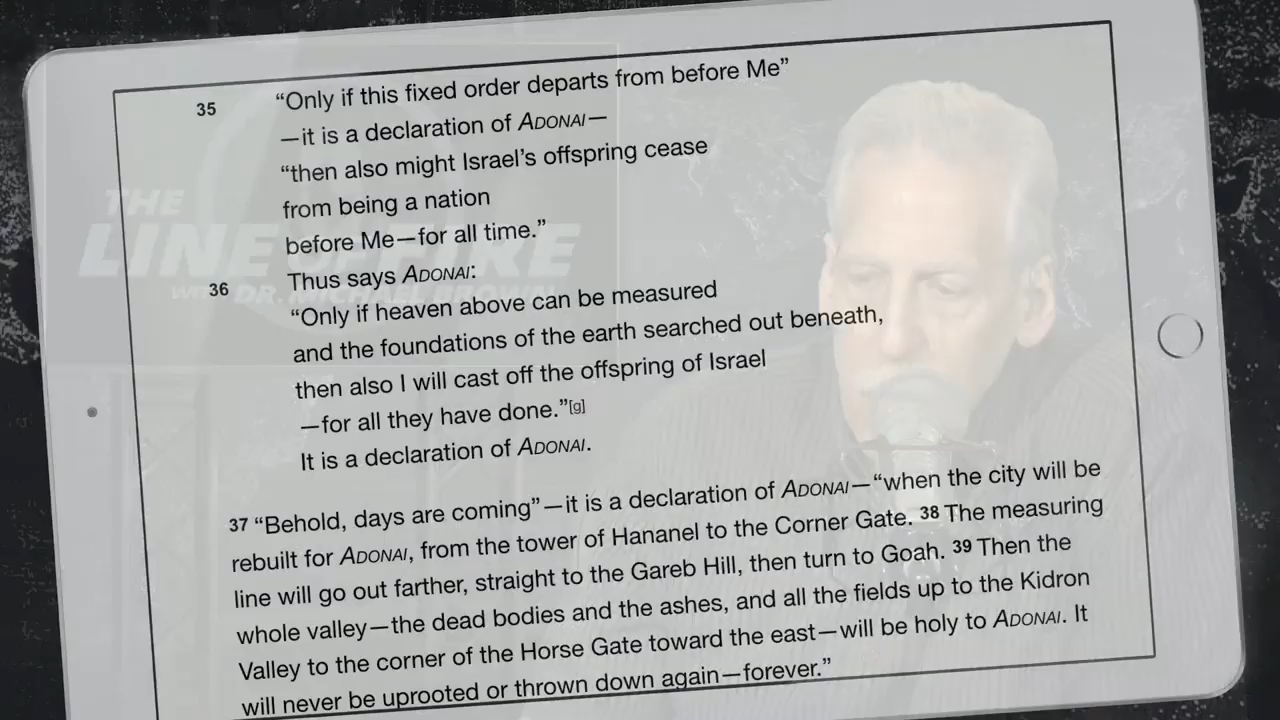 35 “Only if this fixed order departs from before Me”
—it is a declaration of ADONAI—
“then also might Israel’s offspring cease
from being a nation
before Me—for all time.”
36 Thus says ADONAI:
“Only if heaven above can be measured
and the foundations of the earth searched out beneath,
then also I will cast off the offspring of Israel
—for all they have done.”[g]
It is a declaration of ADONAI.
37 “Behold, days are coming”—it is a declaration of ADONAI—“when the city will be
rebuilt for ADONAI, from the tower of Hananel to the Corner Gate. 38 The measuring
line will go out farther, straight to the Gareb Hill, then turn to Goah. 39 Then the
whole valley—the dead bodies and the ashes, and all the fields up to the Kidron
Valley to the corner of the Horse Gate toward the east—will be holy to ADONAI. It
will never be uprooted or thrown down again—forever.”
THE
LINE OF FIRE
WITH DR. MICHAEL BROWN